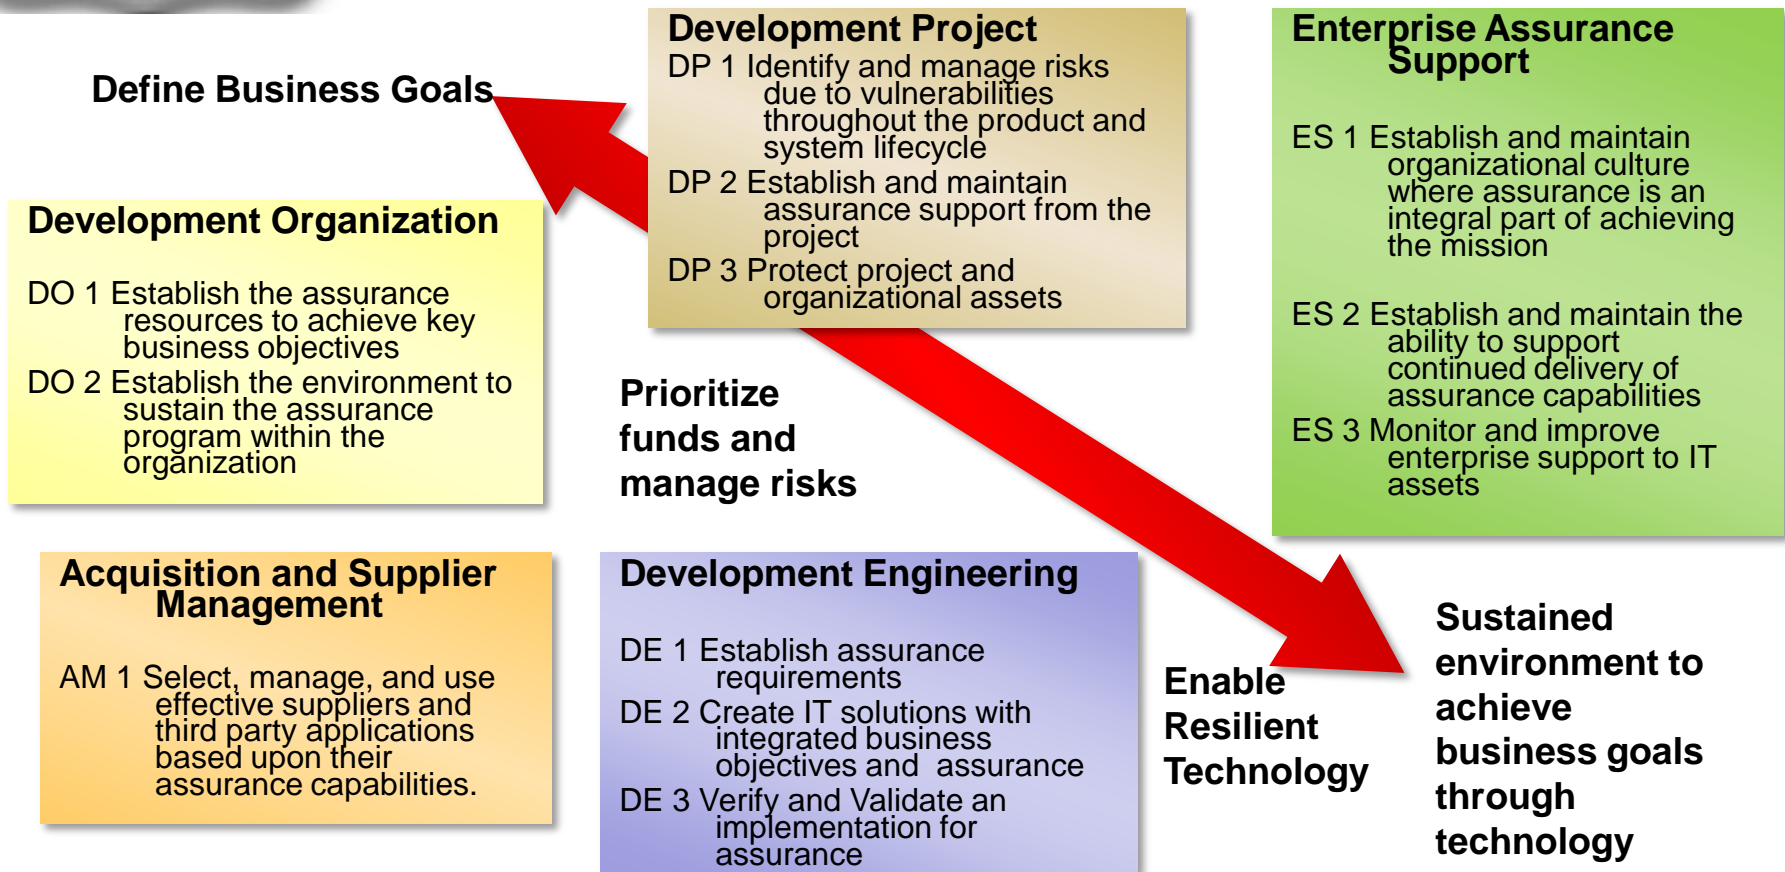 Define Business Goals
Development Project
DP 1 Identify and manage risks
due to vulnerabilities
throughout the product and
system lifecycle
DP 2 Establish and maintain
assurance support from the
project
DP 3 Protect project and
organizational assets
Enterprise Assurance
Support
ES 1 Establish and maintain
organizational culture
where assurance is an
integral part of achieving
the mission
ES 2 Establish and maintain the
ability to support
continued delivery of
assurance capabilities
ES 3 Monitor and improve
enterprise support to IT
assets
Development Organization
DO 1 Establish the assurance
resources to achieve key
business objectives
DO 2 Establish the environment to
sustain the assurance
program within the
organization
Prioritize
funds and
manage risks
Acquisition and Supplier
Management
AM 1 Select, manage, and use
effective suppliers and
third party applications
based upon their
assurance capabilities.
Development Engineering
DE 1 Establish assurance
requirements
DE 2 Create IT solutions with
integrated business
objectives and assurance
DE 3 Verify and Validate an
implementation for
assurance
Enable
Resilient
Technology
Sustained
environment to
achieve
business goals
through
technology